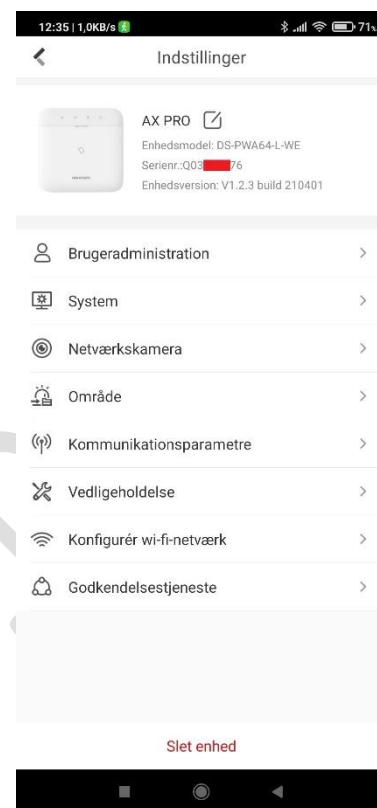 12:35 | 1,0KB/s
71%
Indstillinger
AX PRO
Enhedsmodel: DS-PWA64-L-WE
Serienr.:Q03 76
Enhedsversion: V1.2.3 build 210401
Brugeradministration
System
Netværkskamera
Område
Kommunikationsparametre
Vedligeholdelse
Konfigurér wi-fi-netværk
Godkendelsestjeneste
Slet enhed